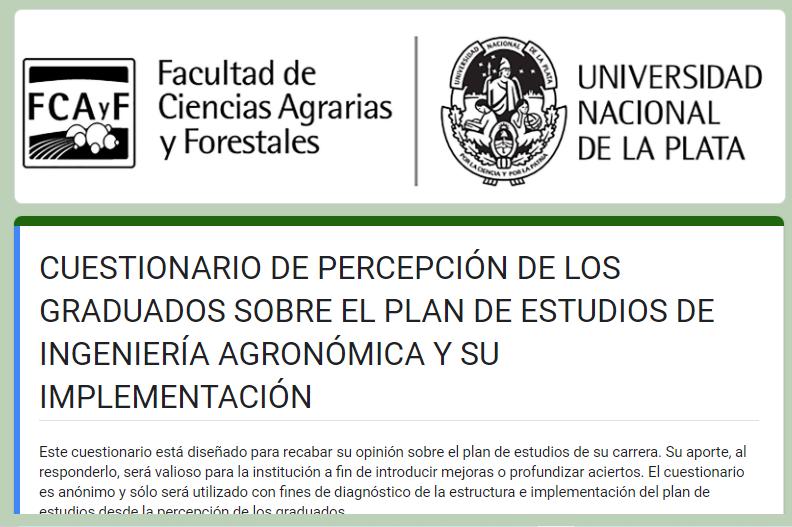 FCAyF
Facultad de
Ciencias Agrarias
y Forestales
UNIVERSIDAD NACIONAL DE LA PLATA
POR LA CIENCIA Y POR LA PATRIA
UNIVERSIDAD
NACIONAL
DE LA PLATA
CUESTIONARIO DE PERCEPCIÓN DE LOS
GRADUADOS SOBRE EL PLAN DE ESTUDIOS DE
INGENIERÍA AGRONÓMICA Y SU
IMPLEMENTACIÓN
Este cuestionario está diseñado para recabar su opinión sobre el plan de estudios de su carrera. Su aporte, al
responderlo, será valioso para la institución a fin de introducir mejoras o profundizar aciertos. El cuestionario
es anónimo y sólo será utilizado con fines de diagnóstico de la estructura e implementación del plan de
estudios desde la percepción de los graduados